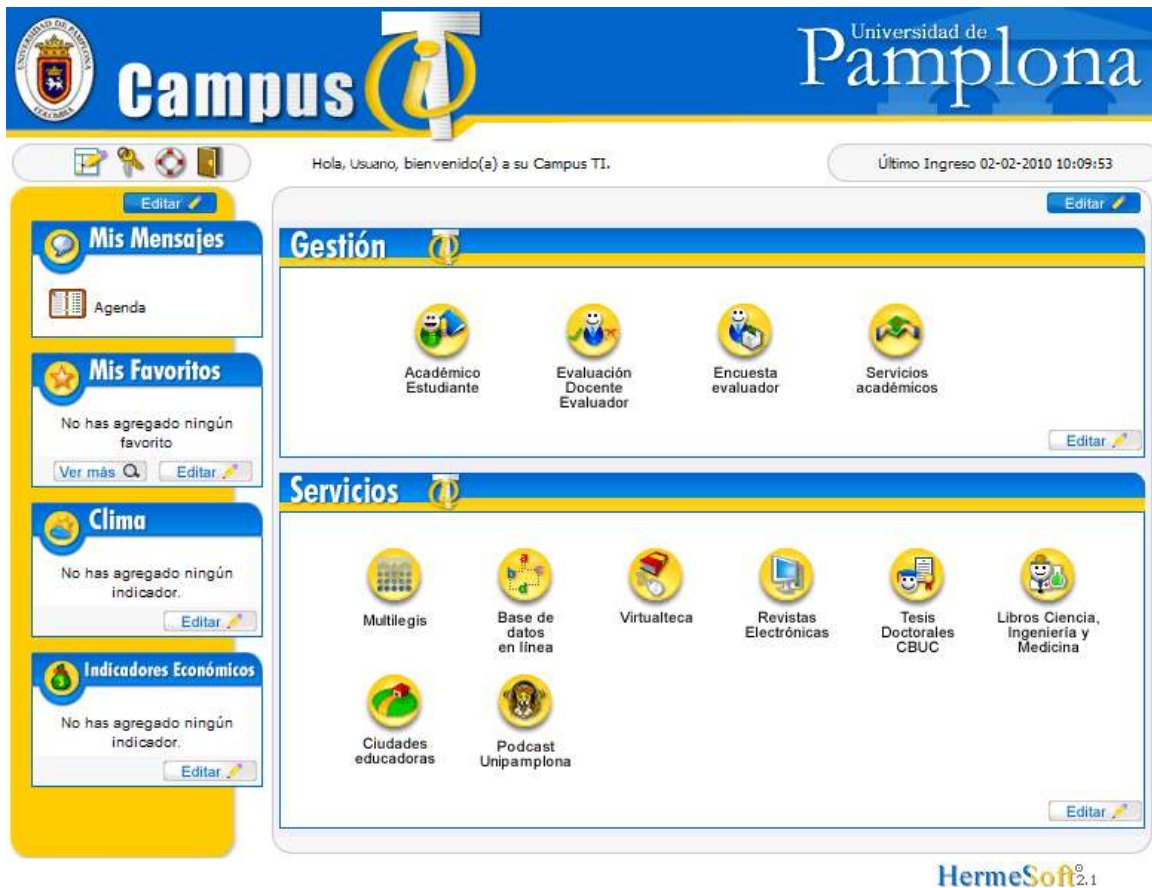 Campus TI
Universidad de
Pamplona
Hola, Usuario, bienvenido(a) a su Campus TI.
Último Ingreso 02-02-2010 10:09:53
Editar
Mis Mensajes
Agenda
Mis Favoritos
No has agregado ningún
favorito
Ver más
Editar
Clima
No has agregado ningún
indicador.
Editar
Indicadores Económicos
No has agregado ningún
indicador.
Editar
Editar
Gestión
Académico
Estudiante
Evaluación
Docente
Evaluador
Encuesta
evaluador
Servicios
académicos
Editar
Servicios
Multilegis
Base de
datos
en línea
Virtualteca
Revistas
Electrónicas
Tesis
Doctorales
CBUC
Libros Ciencia,
Ingeniería y
Medicina
Ciudades
educadoras
Podcast
Unipamplona
Editar
HermeSoft® 2.1